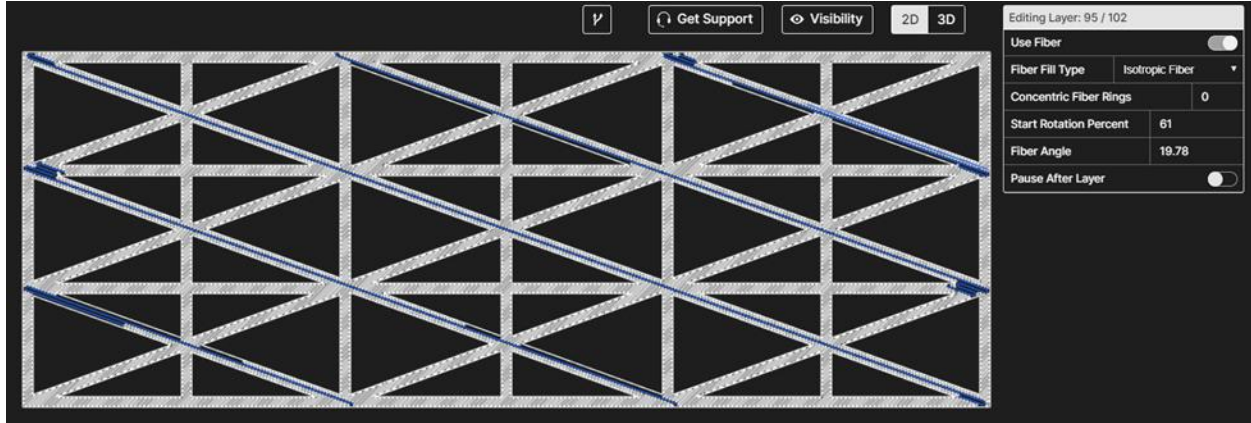 Get Support
Visibility
2D 3D
Editing Layer: 95 / 102
Use Fiber
Fiber Fill Type Isotropic Fiber
Concentric Fiber Rings 0
Start Rotation Percent 61
Fiber Angle 19.78
Pause After Layer